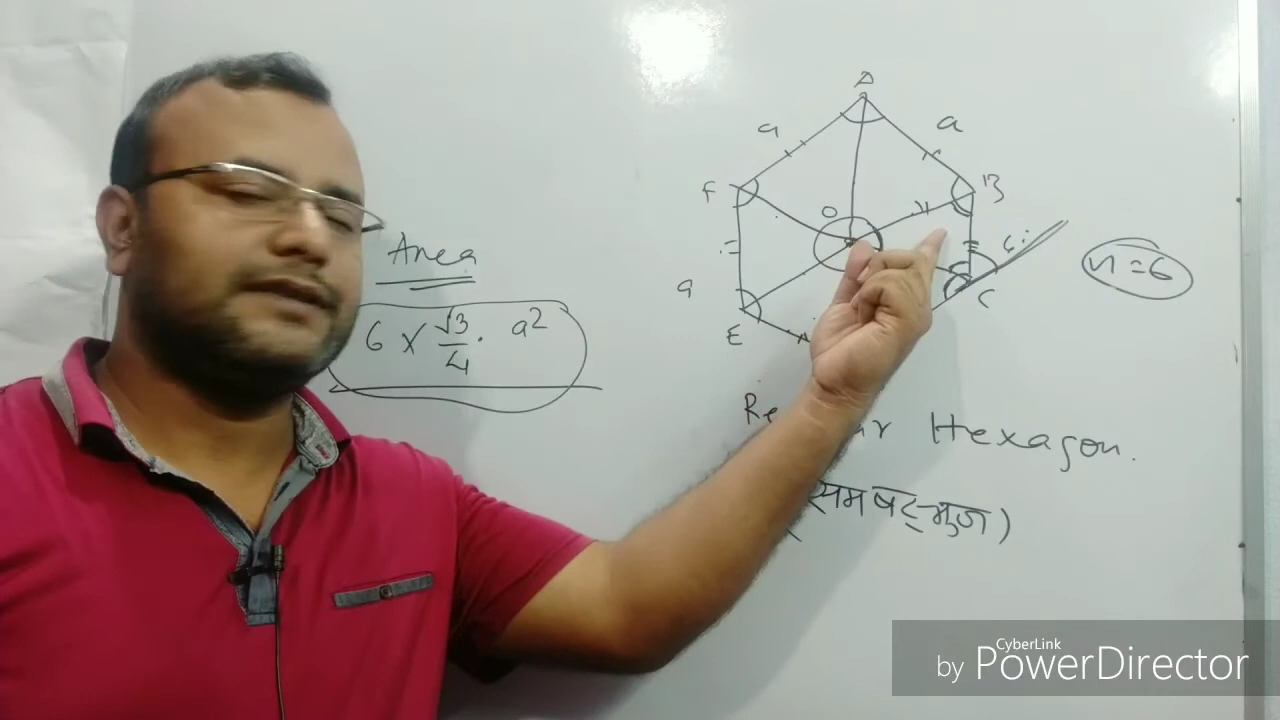 Area
6 × √3/4 . a²
A
a
a
F
B
O
a
E
C
n = 6
Hexagon.
(समषट्-भुज)
CyberLink
by PowerDirector